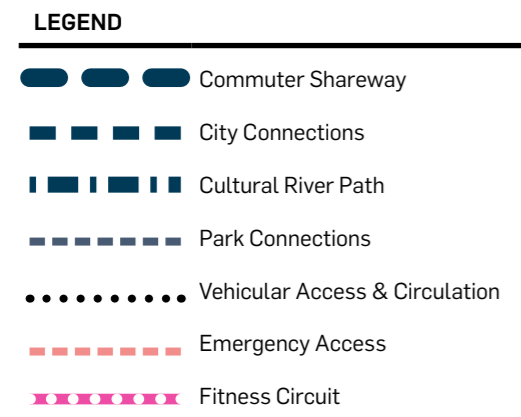 LEGEND
Commuter Shareway
City Connections
Cultural River Path
Park Connections
Vehicular Access & Circulation
Emergency Access
Fitness Circuit